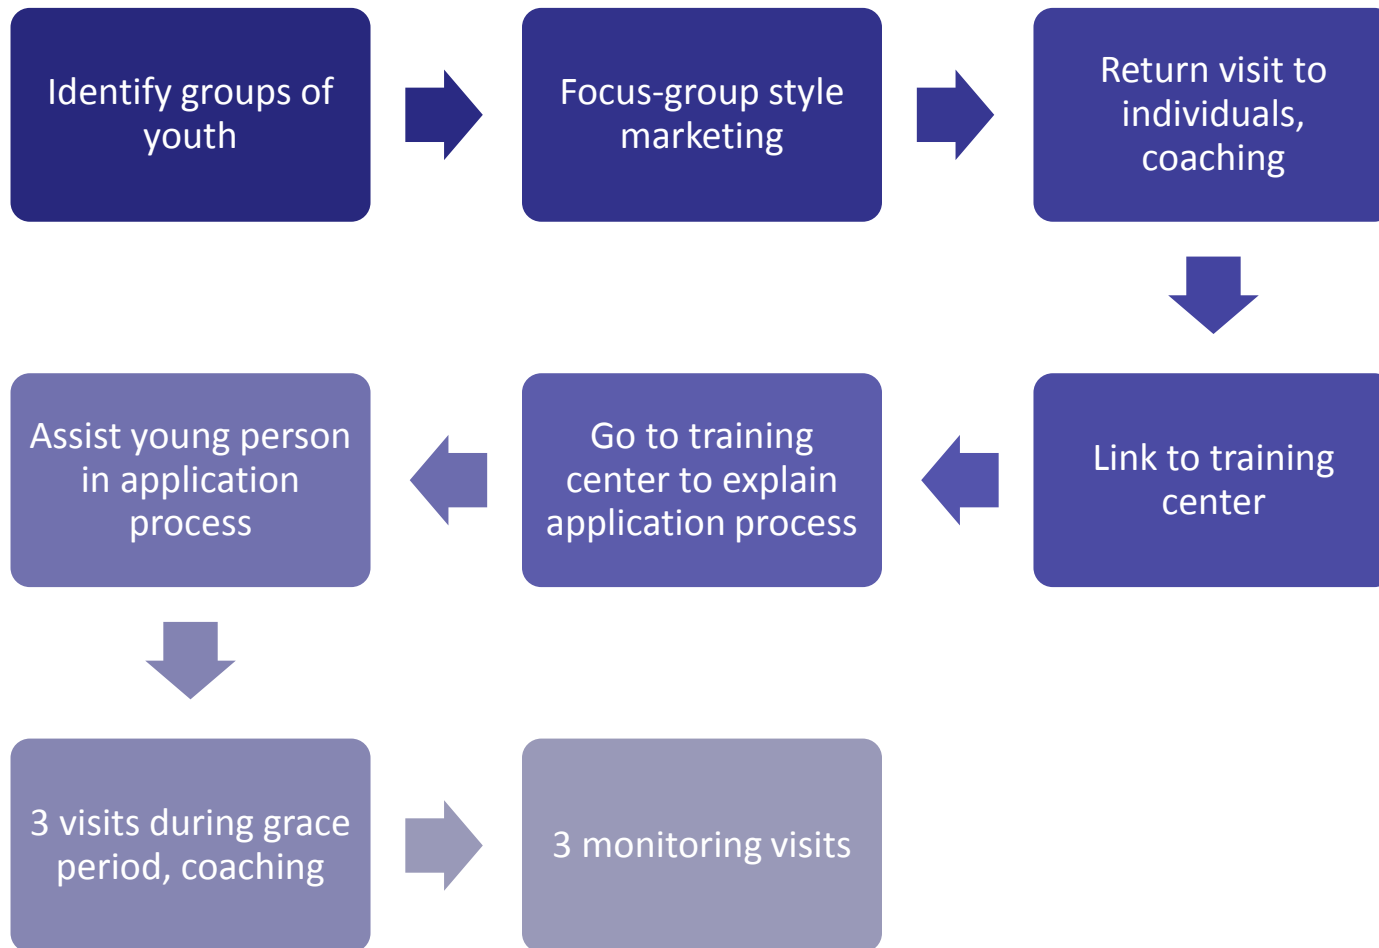 Identify groups of
youth
Focus-group style
marketing
Return visit to
individuals,
coaching
Link to training
center
Go to training
center to explain
application process
Assist young person
in application
process
3 visits during grace
period, coaching
3 monitoring visits